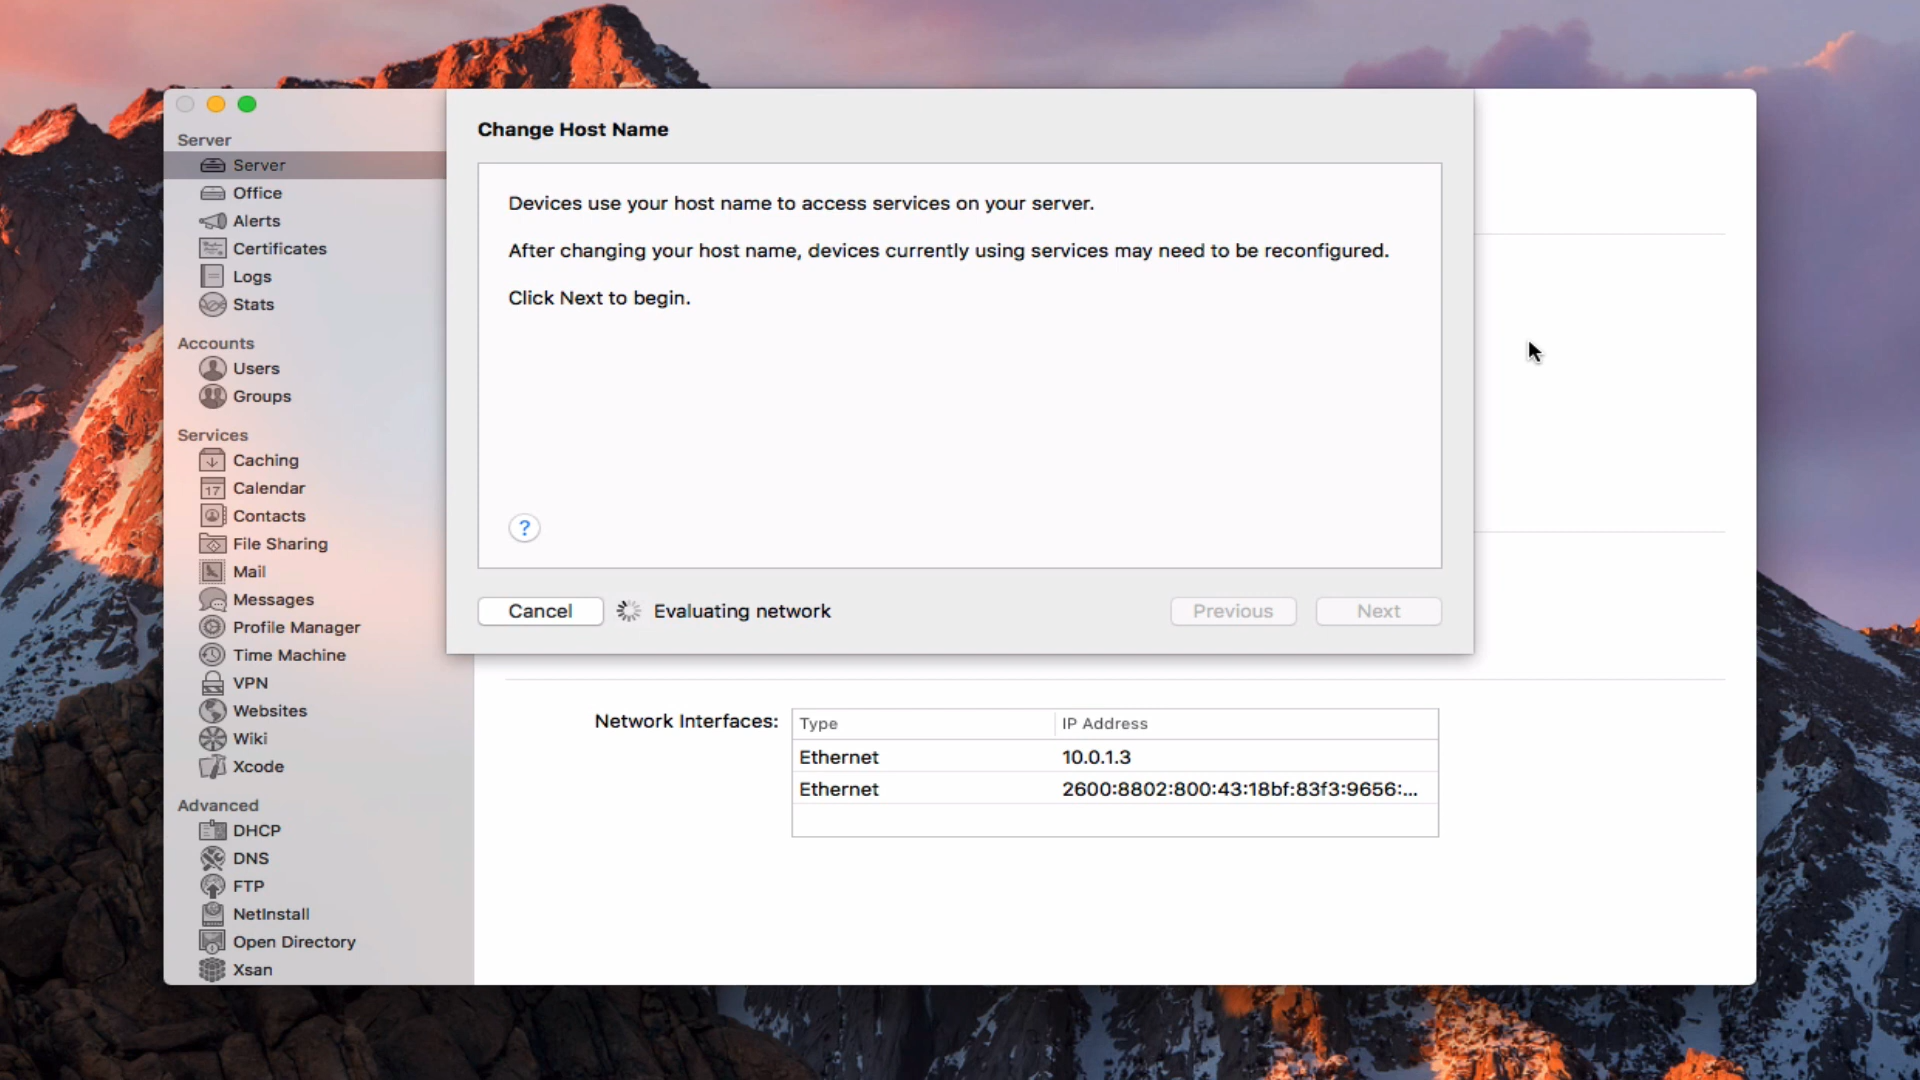 Server
Server
Office
Alerts
Certificates
Logs
Stats
Accounts
Users
Groups
Services
Caching
17
Calendar
Contacts
File Sharing
Mail
Messages
Profile Manager
Time Machine
VPN
Websites
Wiki
Xcode
Advanced
DHCP
DNS
FTP
NetInstall
Open Directory
Xsan
Change Host Name
Devices use your host name to access services on your server.
After changing your host name, devices currently using services may need to be reconfigured.
Click Next to begin.
?
Cancel
Evaluating network
Previous
Next
Network Interfaces:
Type IP Address
Ethernet 10.0.1.3
Ethernet 2600:8802:800:43:18bf:83f3:9656:...